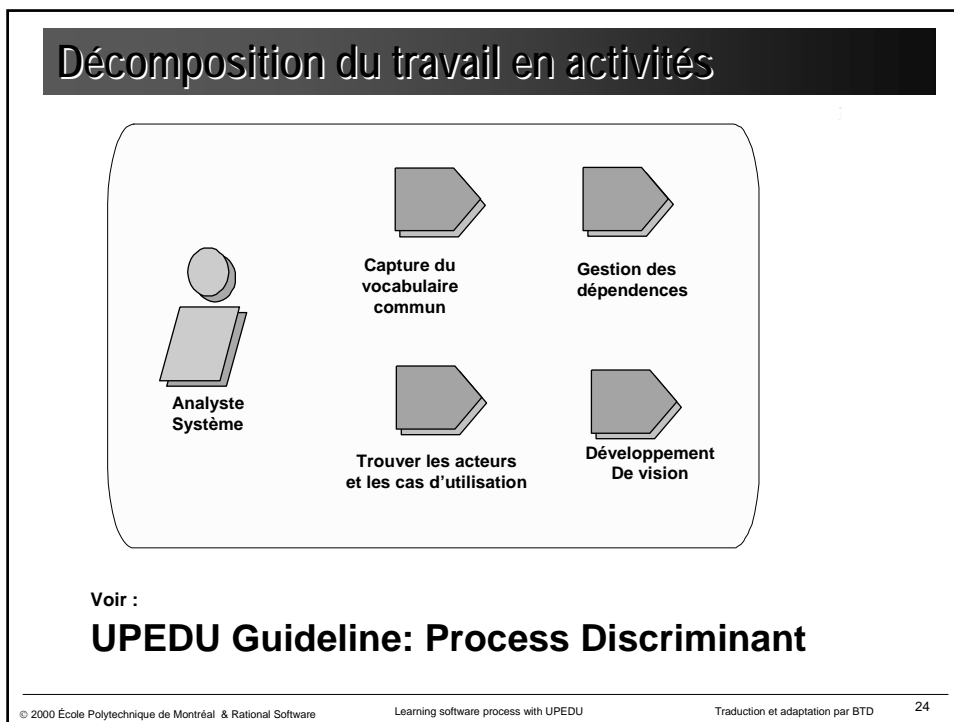 Décomposition du travail en activités
Capture du
vocabulaire
commun
Gestion des
dépendences
Analyste
Système
Trouver les acteurs
et les cas d’utilisation
Développement
De vision
Voir :
UPEDU Guideline: Process Discriminant
© 2000 École Polytechnique de Montréal & Rational Software
Learning software process with UPEDU
Traduction et adaptation par BTD
24